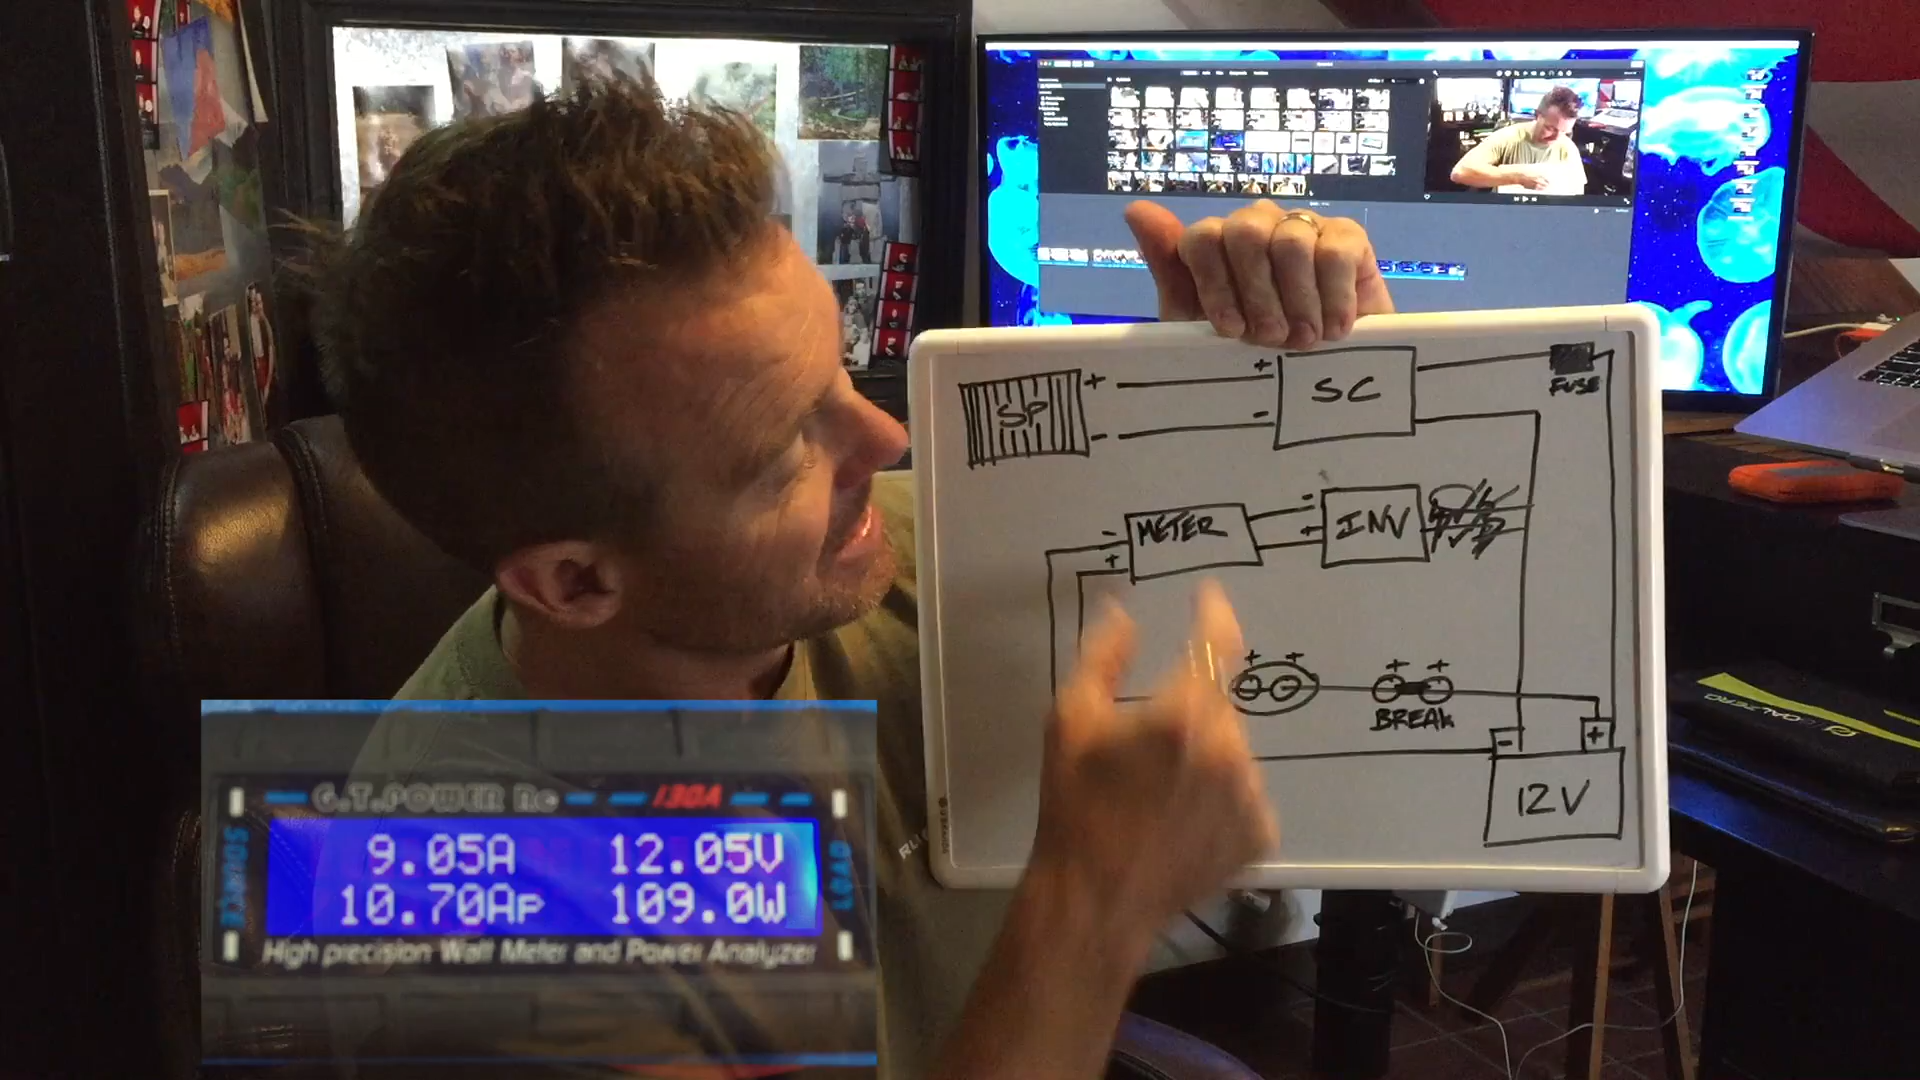 SP
+
-
+
-
SC
FUSE
-
+
METER
-
+
INV
+ +
+ +
BREAK
-
+
12V
GOALZERO
G.T.POWER RC
130A
SOURCE
LOAD
9.05A 12.05V
10.70Ap 109.0W
High precision Watt Meter and Power Analyzer